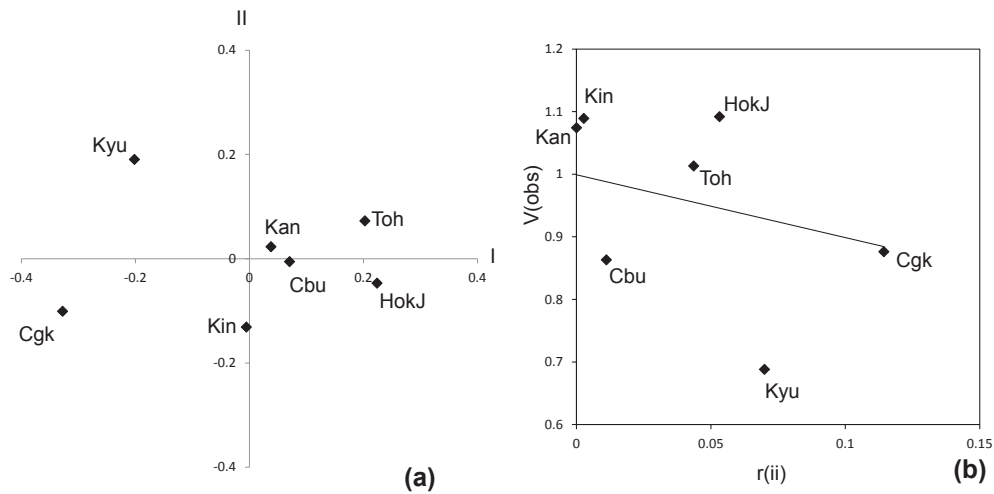 II
0.4
Kyu
0.2
Kan
Toh
I
-0.4
-0.2
0
0.2
0.4
Cbu
HokJ
Cgk
Kin
-0.2
-0.4
(a)
1.2
Kin
HokJ
1.1
Kan
Toh
1
V(obs)
0.9
Cgk
Cbu
0.8
0.7
Kyu
0.6
0
0.05
0.1
0.15
r(ii)
(b)